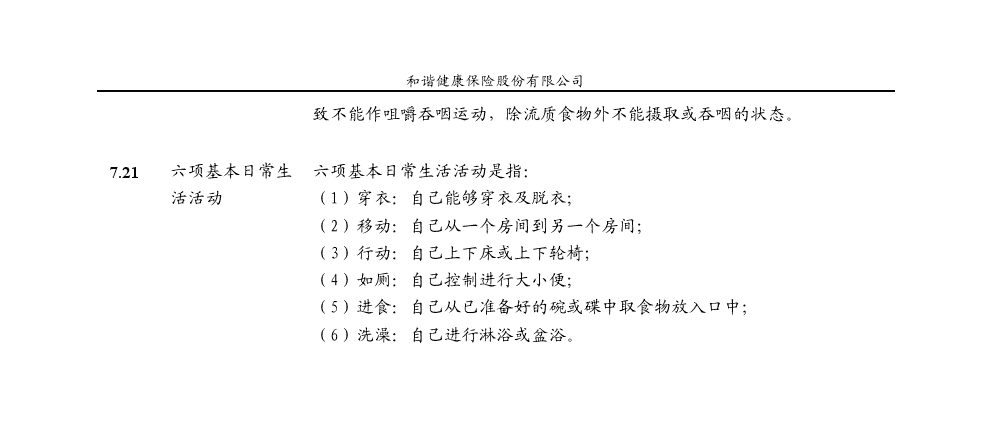 和谐健康保险股份有限公司
致不能作咀嚼吞咽运动，除流质食物外不能摄取或吞咽的状态。
7.21 六项基本日常生 六项基本日常生活活动是指：
活活动 （1）穿衣：自己能够穿衣及脱衣；
（2）移动：自己从一个房间到另一个房间；
（3）行动：自己上下床或上下轮椅；
（4）如厕：自己控制进行大小便；
（5）进食：自己从已准备好的碗或碟中取食物放入口中；
（6）洗澡：自己进行淋浴或盆浴。